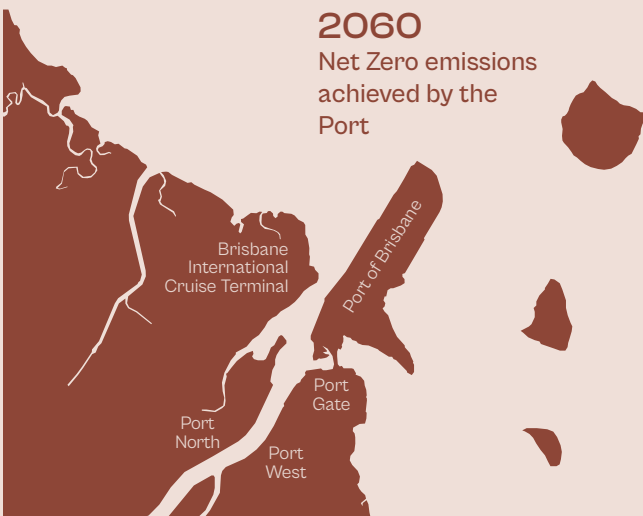 2060
Net Zero emissions
achieved by the
Port
Brisbane
International
Cruise Terminal
Port of Brisbane
Port
Gate
Port
North
Port
West